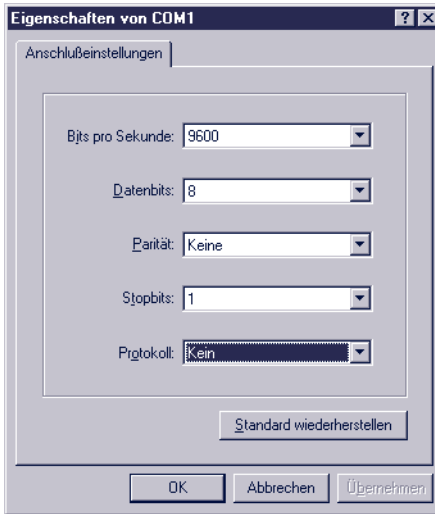 Eigenschaften von COM1
Anschlußeinstellungen
Bits pro Sekunde: 9600
Datenbits: 8
Parität: Keine
Stopbits: 1
Protokoll: Kein
Standard wiederherstellen
OK Abbrechen Übernehmen